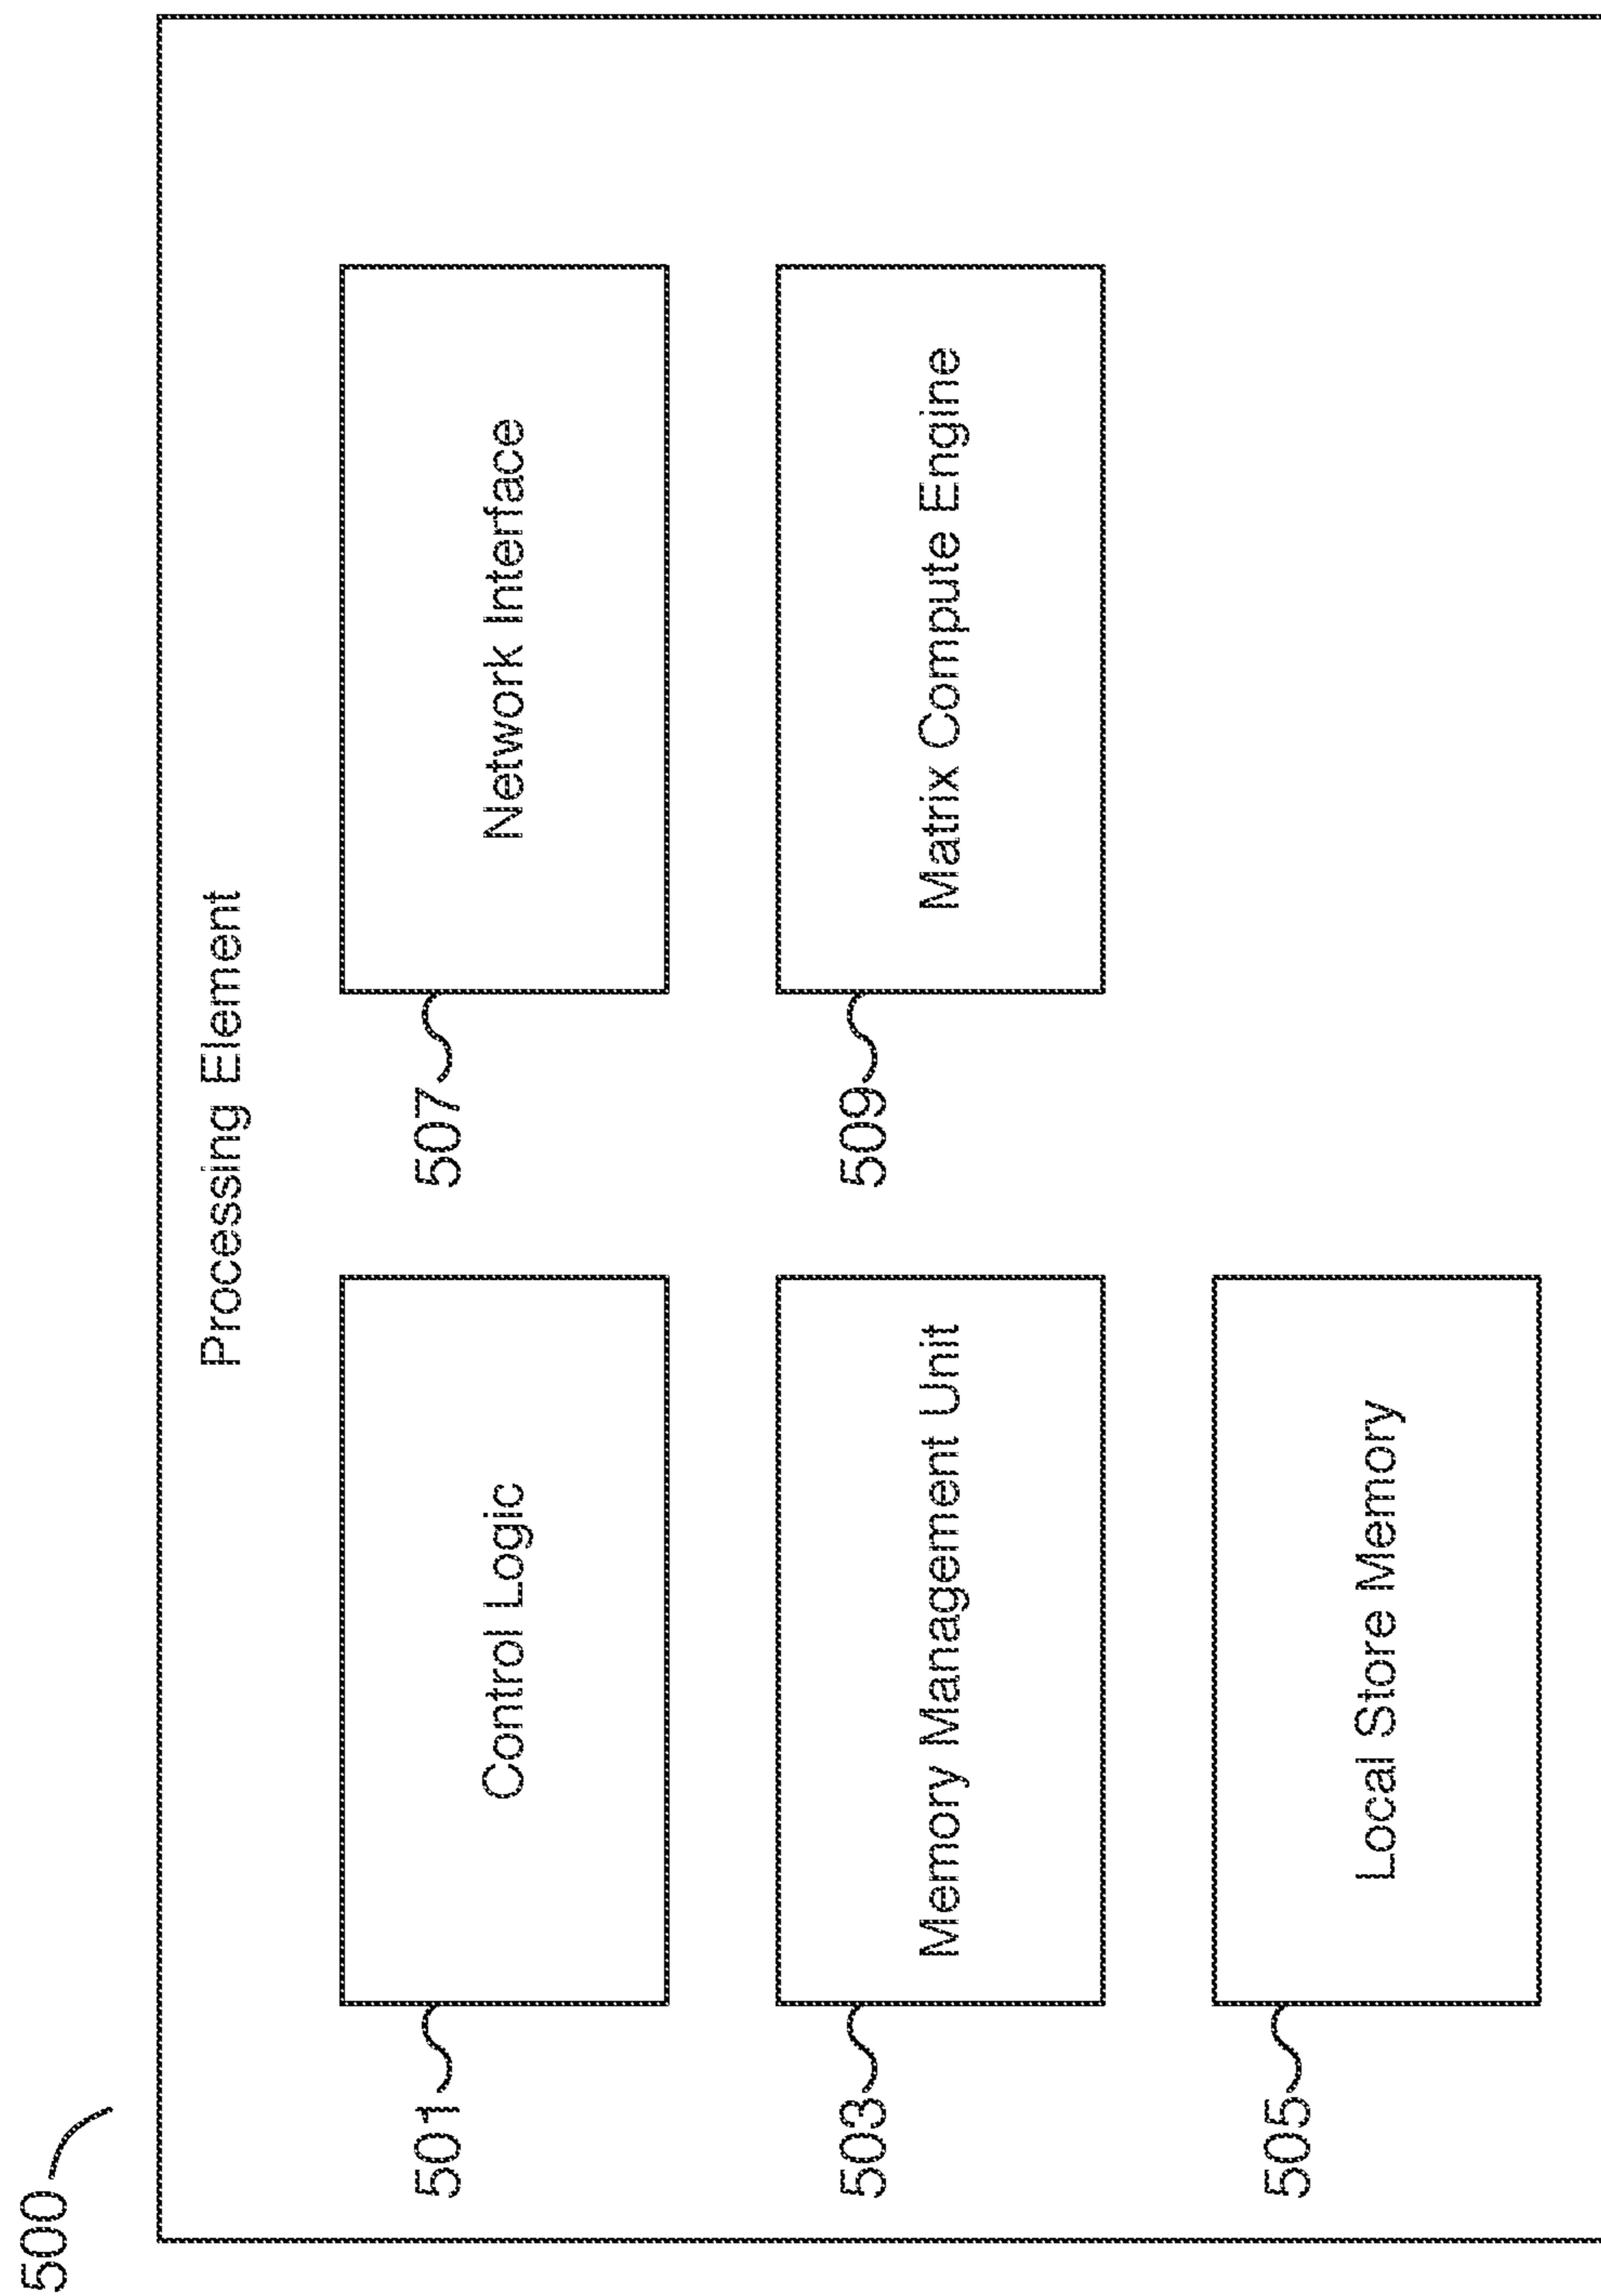 500
Processing Element
501
Control Logic
507
Network Interface
503
Memory Management Unit
509
Matrix Compute Engine
505
Local Store Memory